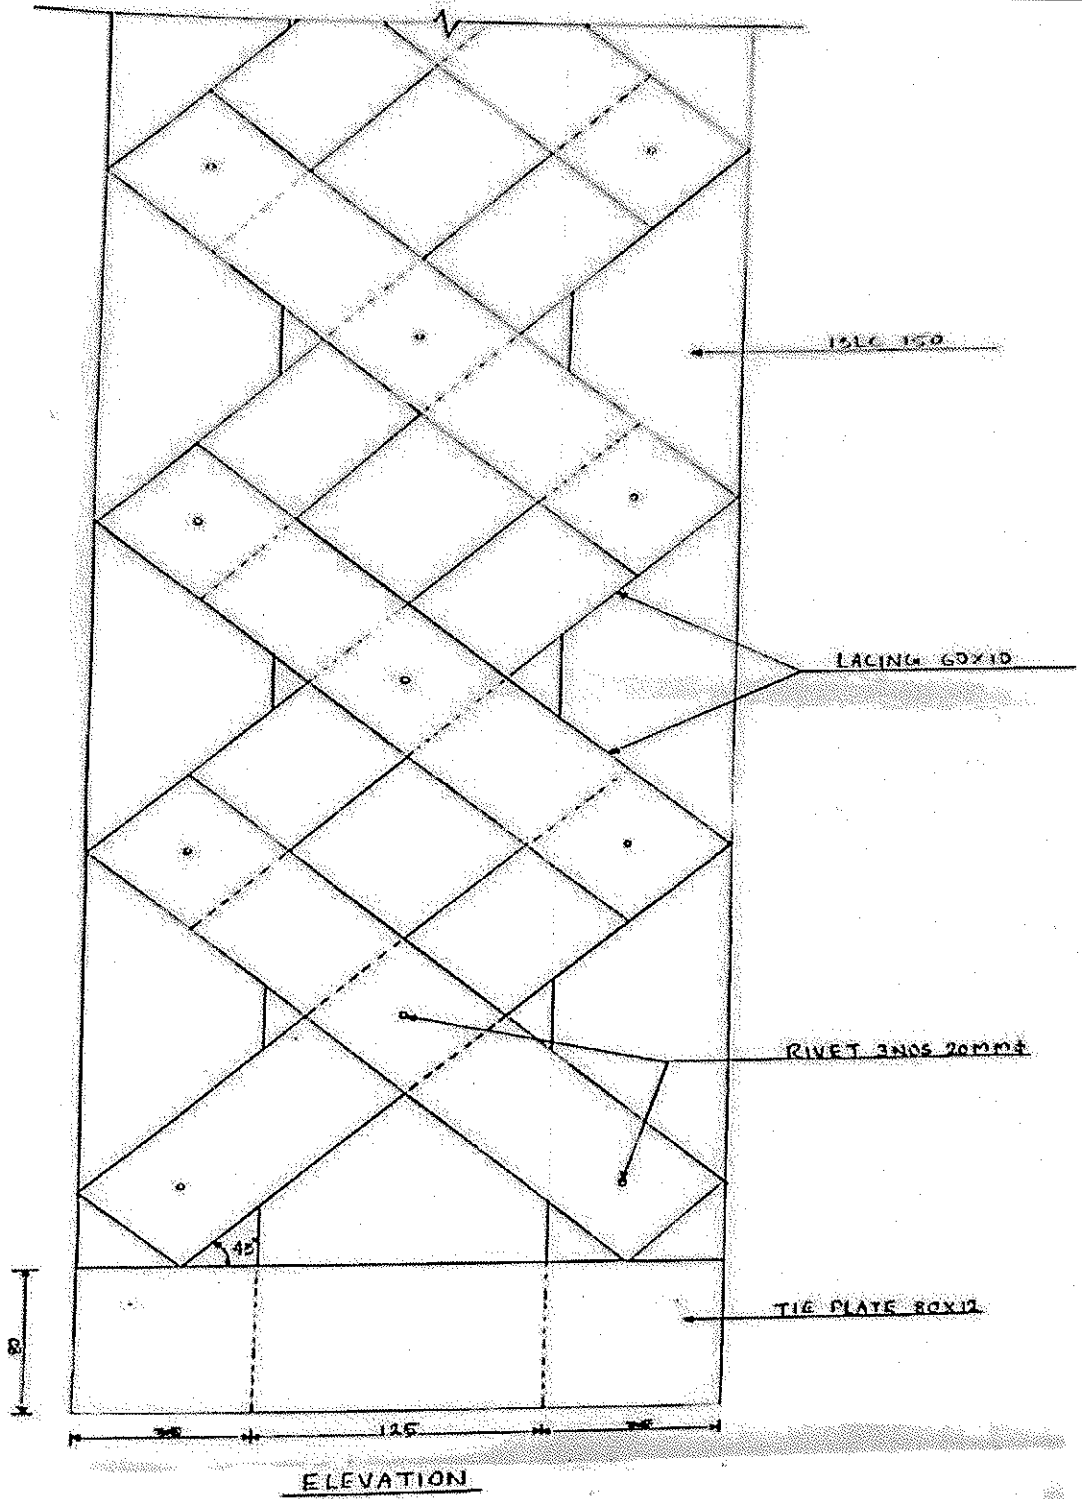 ISLC 150
LACING 60X10
RIVET 3NOS 20MMϕ
45°
TIE PLATE 80X12
80
125
ELEVATION